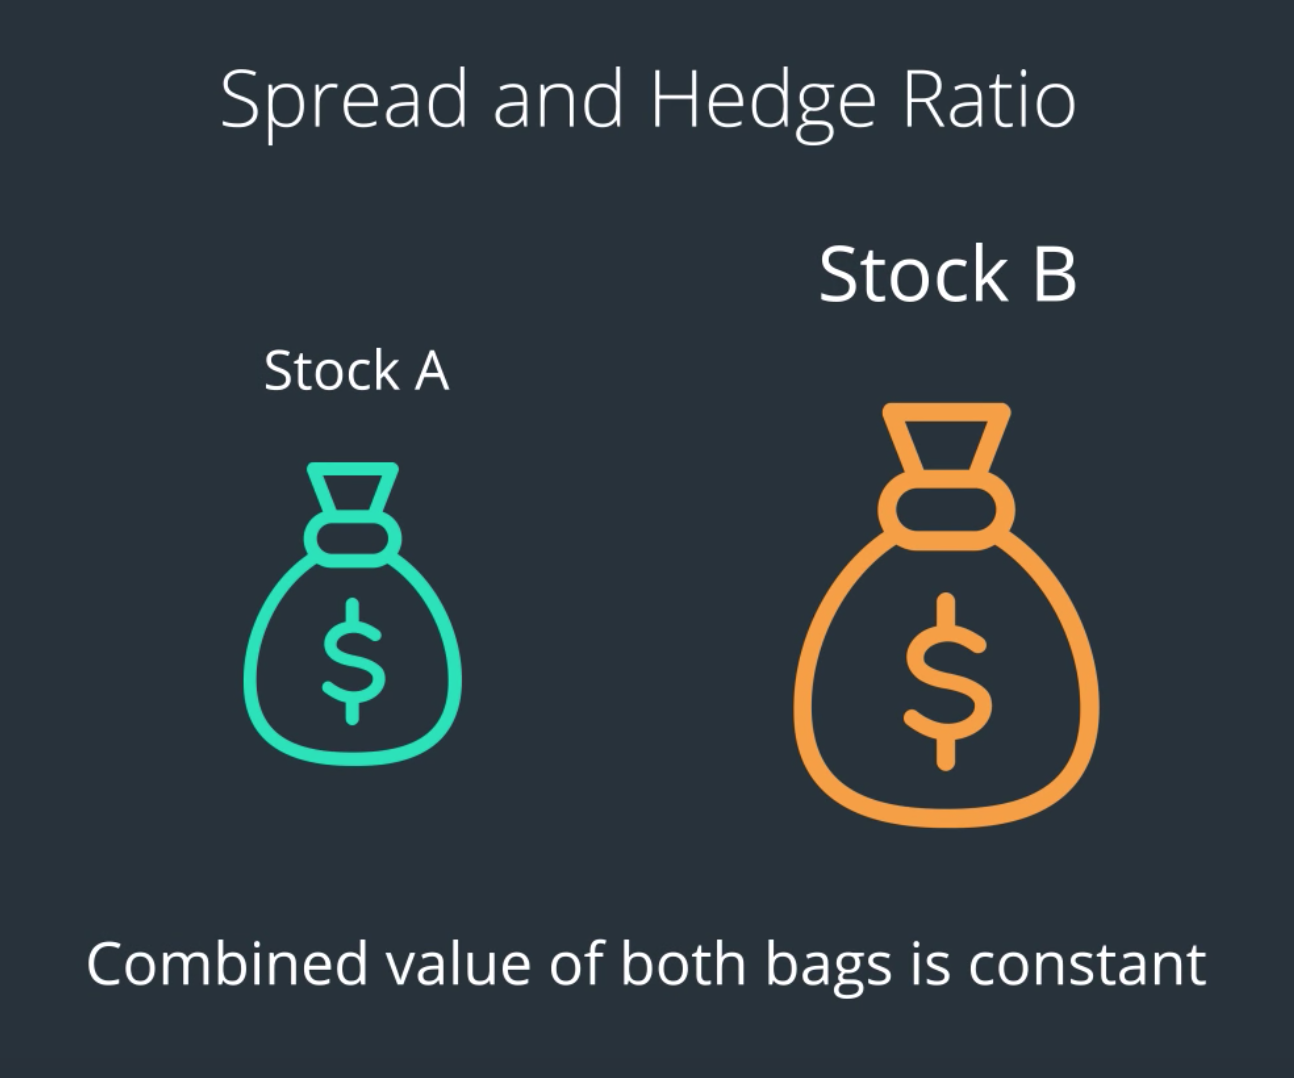 Spread and Hedge Ratio
Stock B
Stock A
$
$
Combined value of both bags is constant